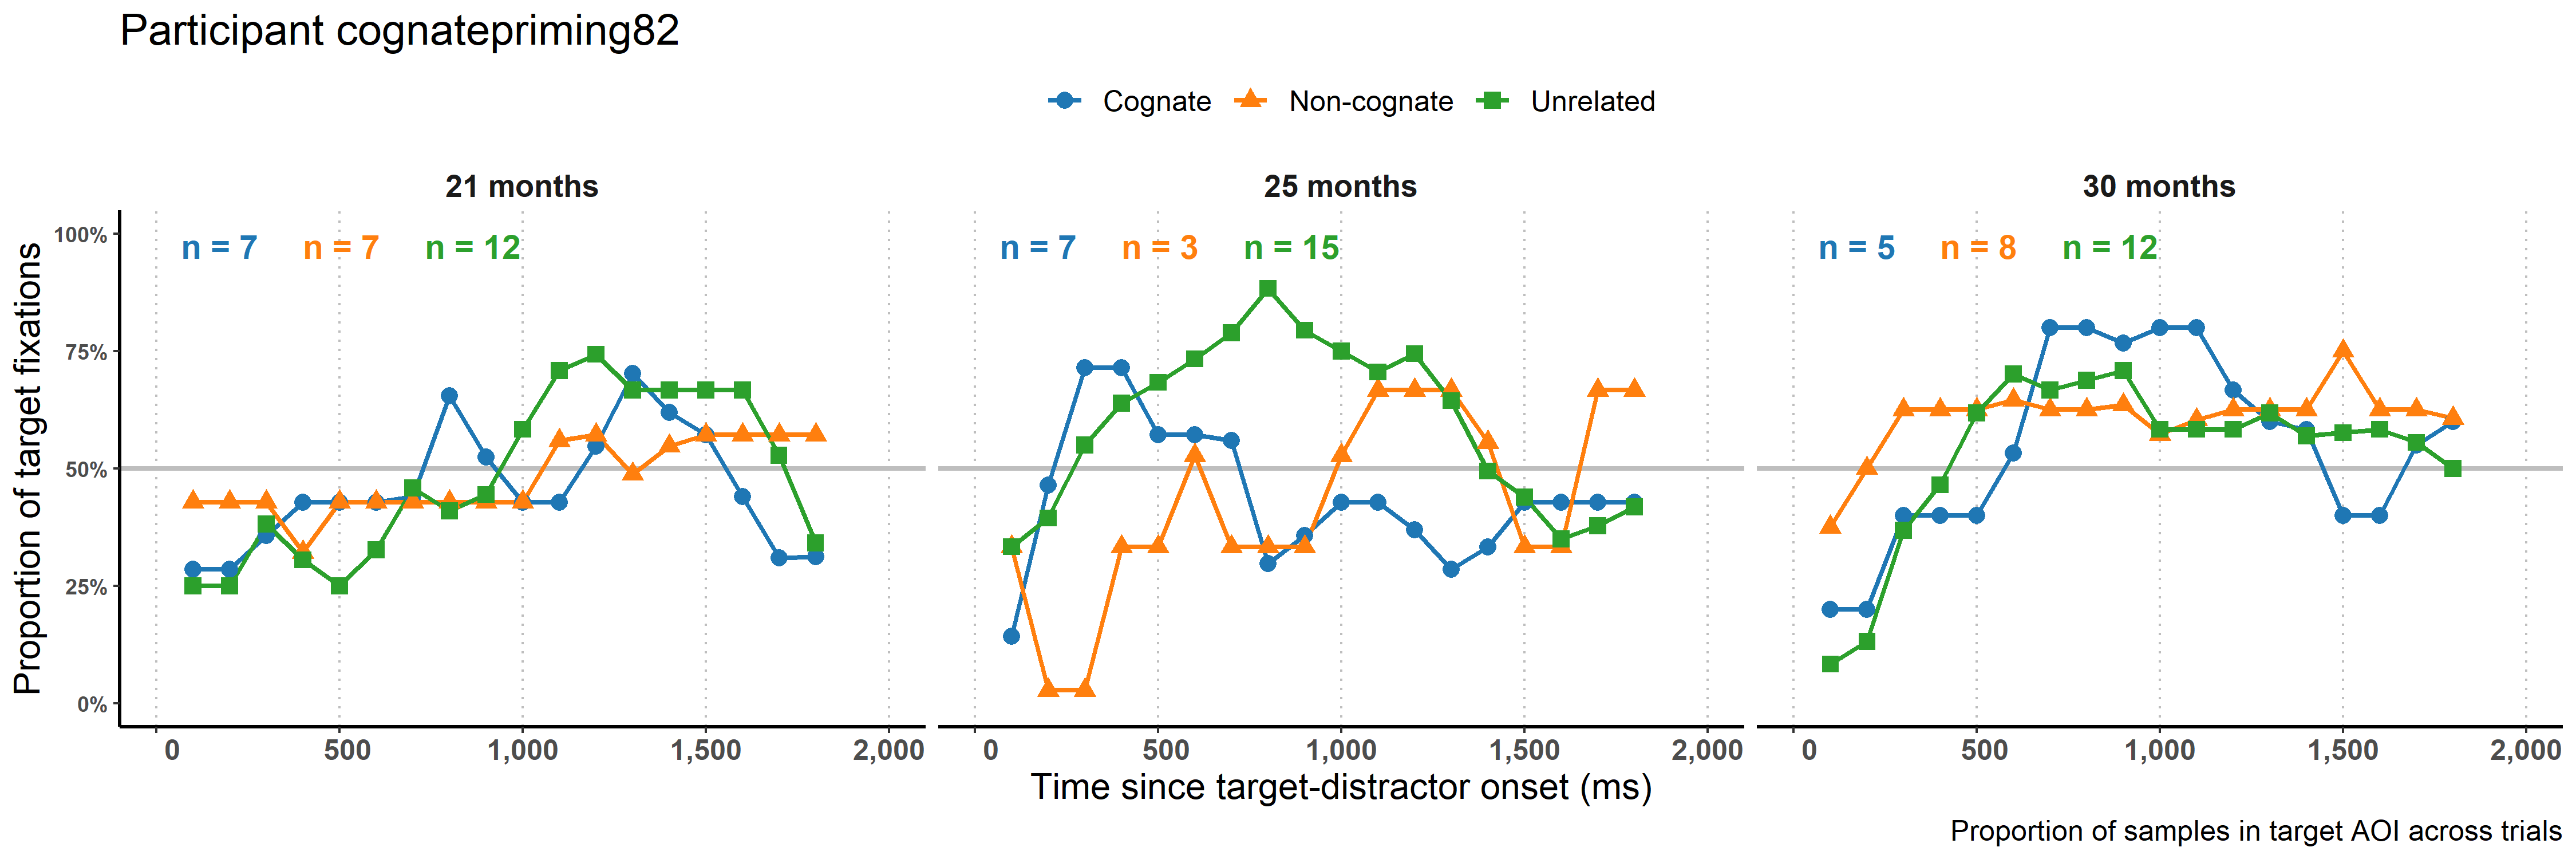 Participant cognatepriming82
Cognate Non-cognate Unrelated
21 months 25 months 30 months
n = 7 n = 7 n = 12 n = 7 n = 3 n = 15 n = 5 n = 8 n = 12
100%
75%
50%
25%
0%
Proportion of target fixations
0 500 1,000 1,500 2,000 0 500 1,000 1,500 2,000 0 500 1,000 1,500 2,000
Time since target-distractor onset (ms)
Proportion of samples in target AOI across trials